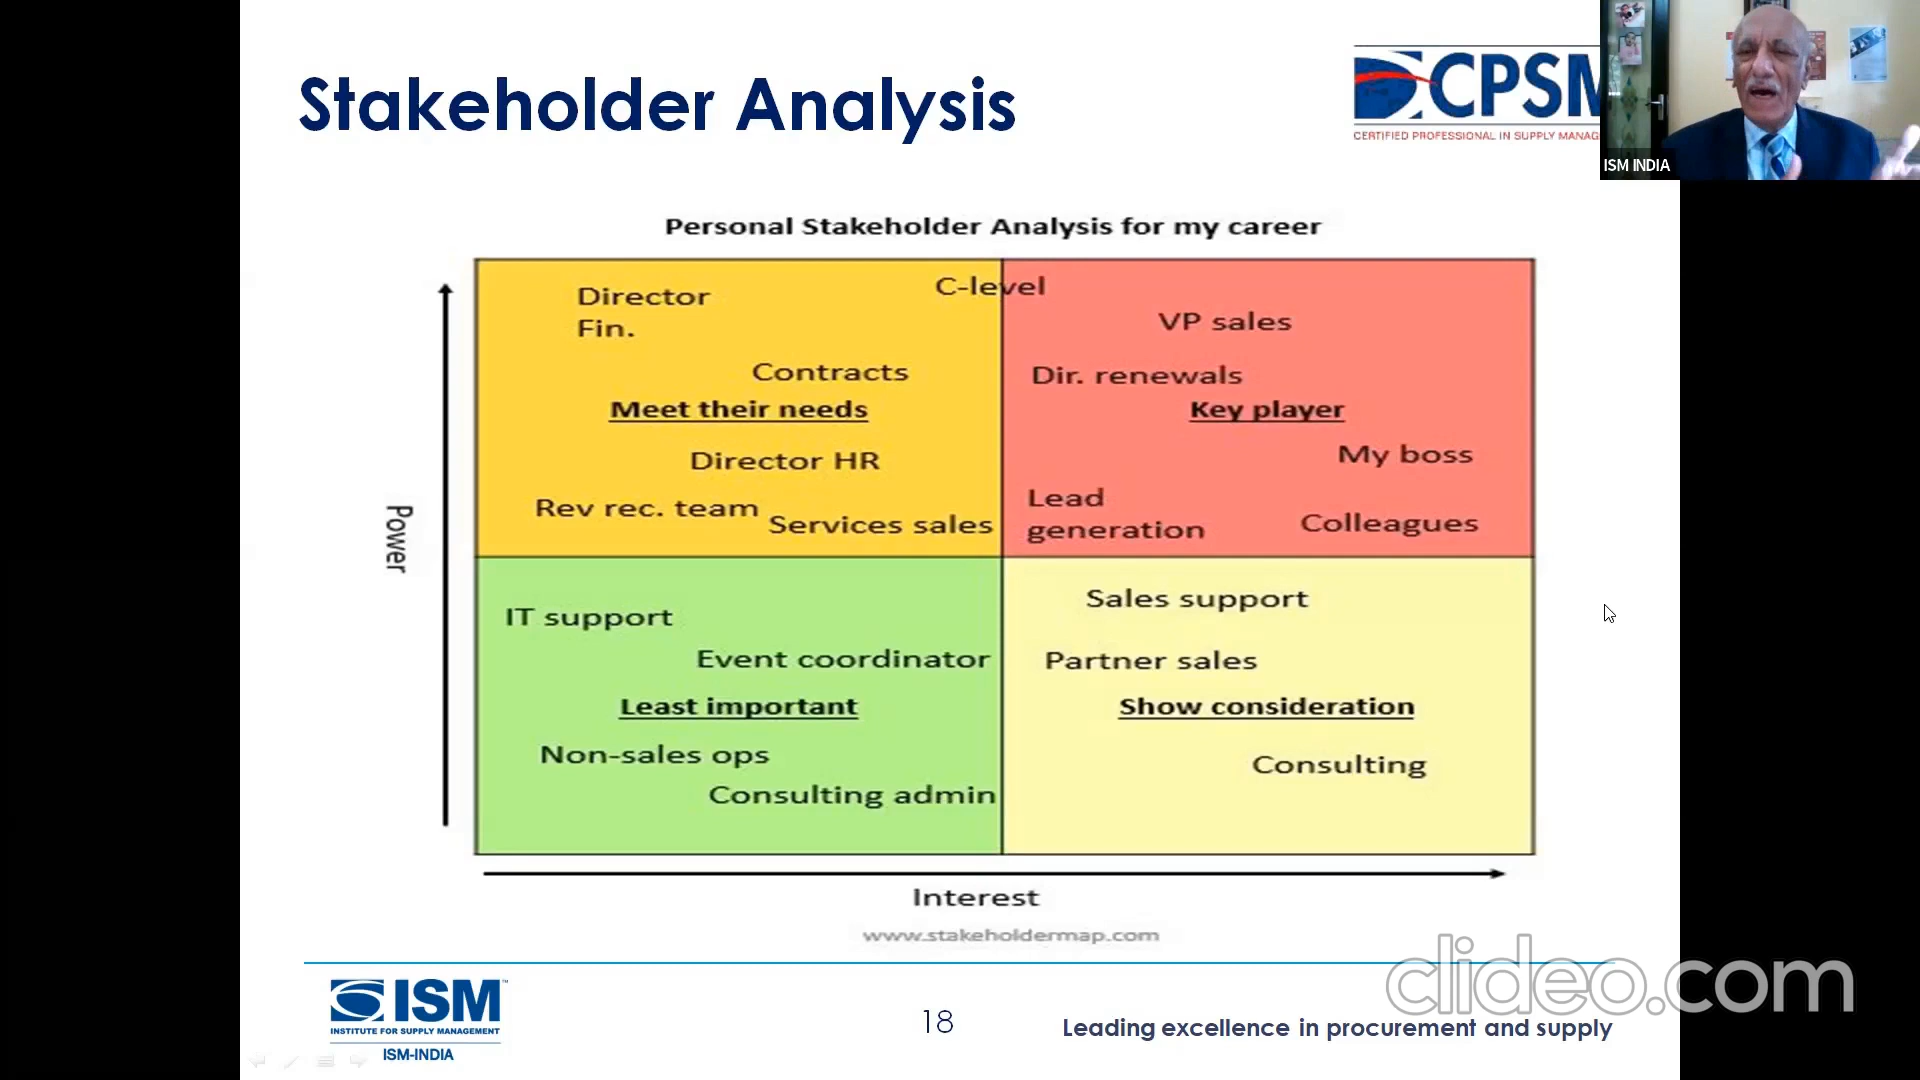 Stakeholder Analysis
CPSM
CERTIFIED PROFESSIONAL IN SUPPLY MANAG
ISM INDIA
Personal Stakeholder Analysis for my career
Director
Fin.
C-level
Contracts
Meet their needs
Director HR
Rev rec. team
Services sales
VP sales
Dir. renewals
Key player
My boss
Lead
generation
Colleagues
Power
IT support
Event coordinator
Least important
Non-sales ops
Consulting admin
Sales support
Partner sales
Show consideration
Consulting
Interest
www.stakeholdermap.com
ISM™
INSTITUTE FOR SUPPLY MANAGEMENT
ISM-INDIA
18
Leading excellence in procurement and supply
clideo.com